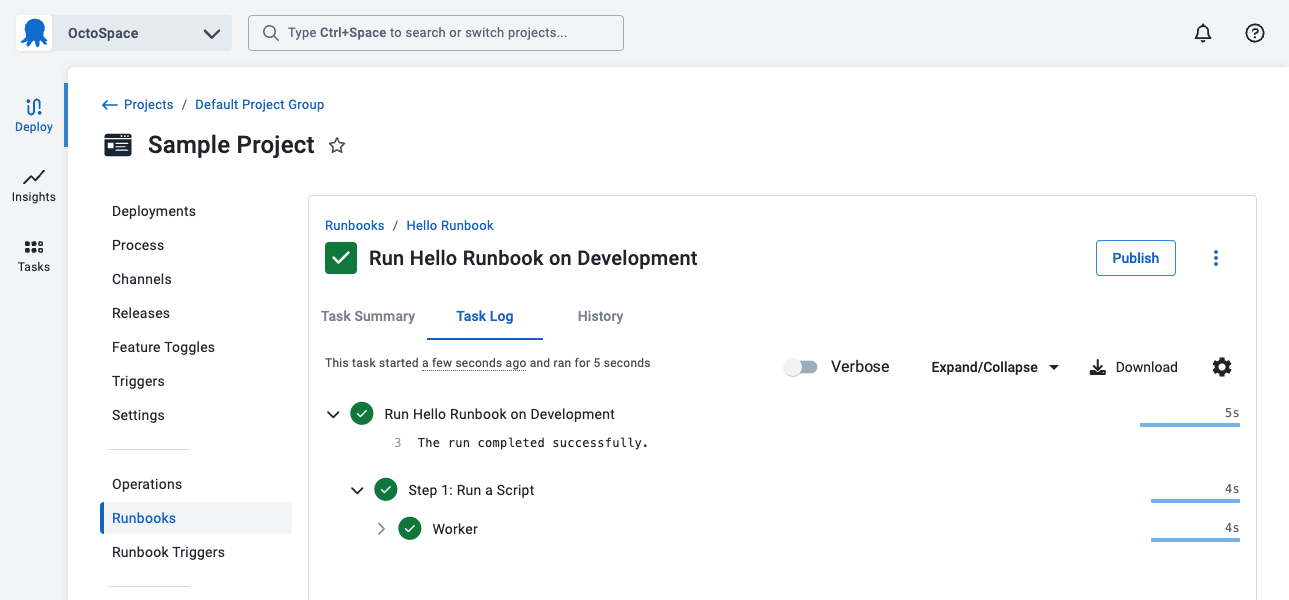 OctoSpace
Type Ctrl+Space to search or switch projects...
Deploy
Insights
Tasks
Projects / Default Project Group
Sample Project
Deployments
Process
Channels
Releases
Feature Toggles
Triggers
Settings
Operations
Runbooks
Runbook Triggers
Runbooks / Hello Runbook
Run Hello Runbook on Development
Publish
Task Summary
Task Log
History
This task started a few seconds ago and ran for 5 seconds
Verbose
Expand/Collapse
Download
Run Hello Runbook on Development
5s
3 The run completed successfully.
Step 1: Run a Script
4s
Worker
4s